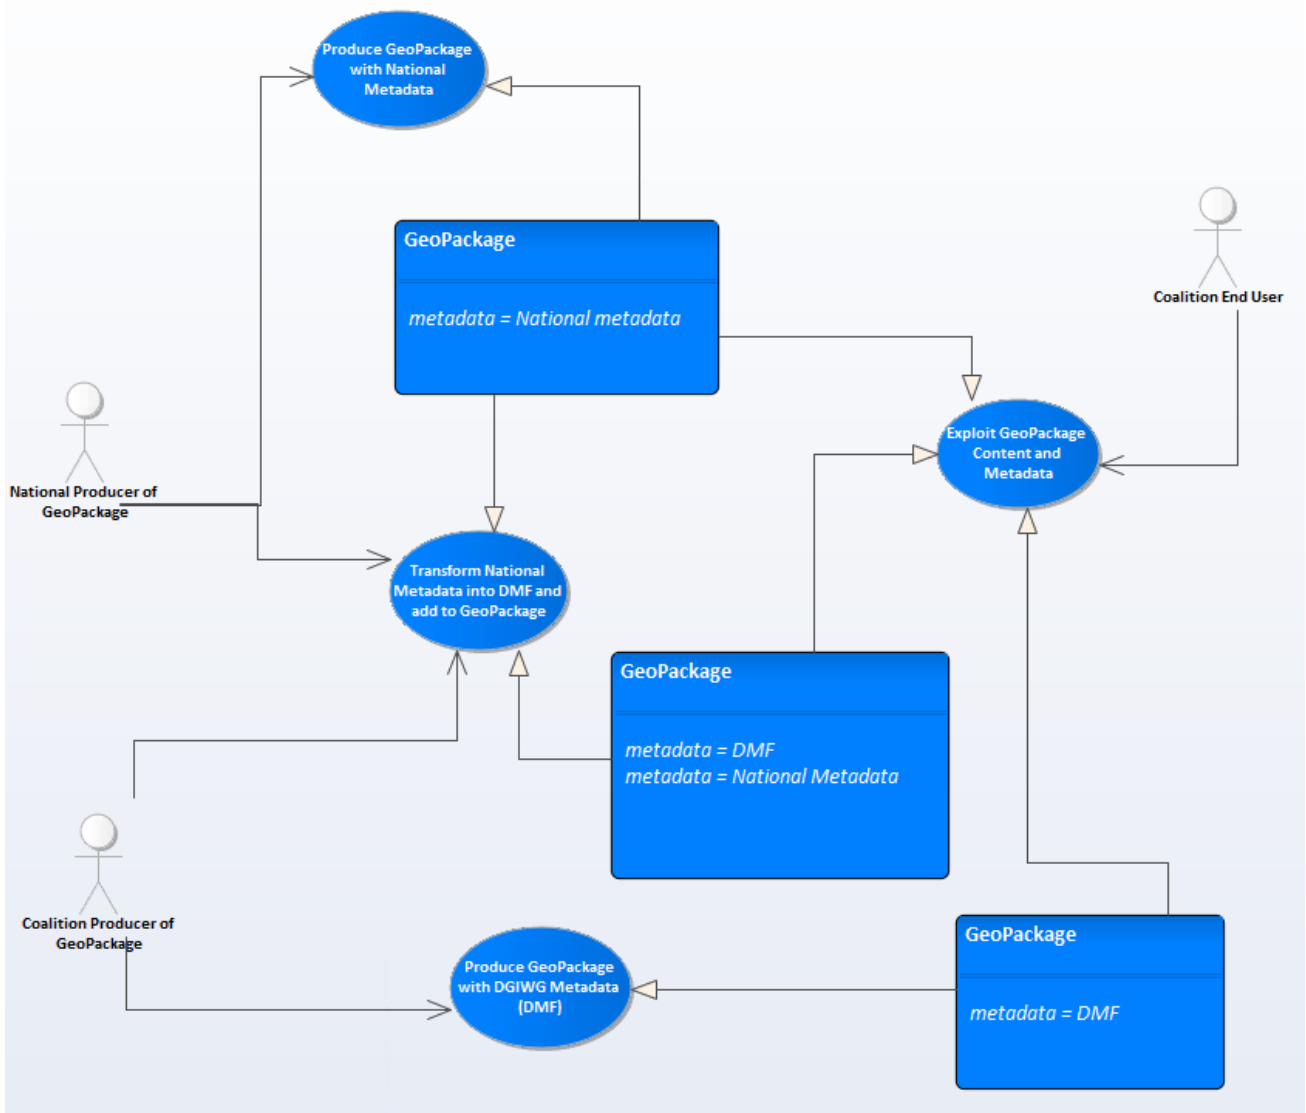 Produce GeoPackage
with National
Metadata
GeoPackage
metadata = National metadata
Coalition End User
National Producer of
GeoPackage
Exploit GeoPackage
Content and
Metadata
Transform National
Metadata into DMF and
add to GeoPackage
GeoPackage
metadata = DMF
metadata = National Metadata
Coalition Producer of
GeoPackage
Produce GeoPackage
with DGIWG Metadata
(DMF)
GeoPackage
metadata = DMF